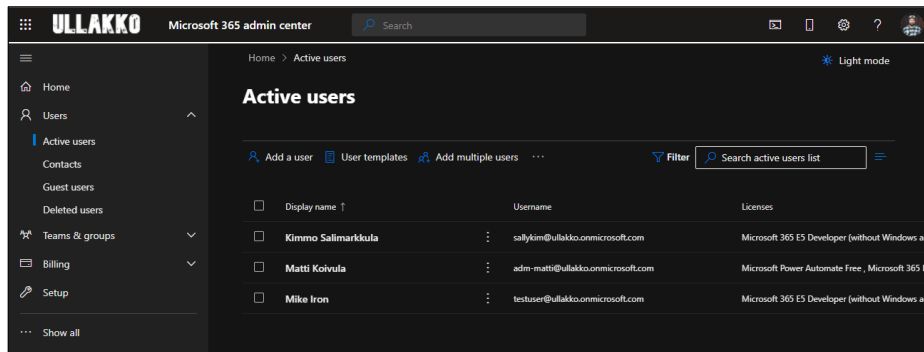 ULLAKKO Microsoft 365 admin center Search ?
Home > Active users Light mode
Home
Active users
Users
Active users
Add a user User templates Add multiple users ... Filter Search active users list
Contacts
Guest users
Deleted users
Display name ↑ Username Licenses
Teams & groups
Kimmo Salimarkkula sallykim@ullakko.onmicrosoft.com Microsoft 365 E5 Developer (without Windows a
Billing
Matti Koivula adm-matti@ullakko.onmicrosoft.com Microsoft Power Automate Free , Microsoft 365
Setup
Mike Iron testuser@ullakko.onmicrosoft.com Microsoft 365 E5 Developer (without Windows a
... Show all